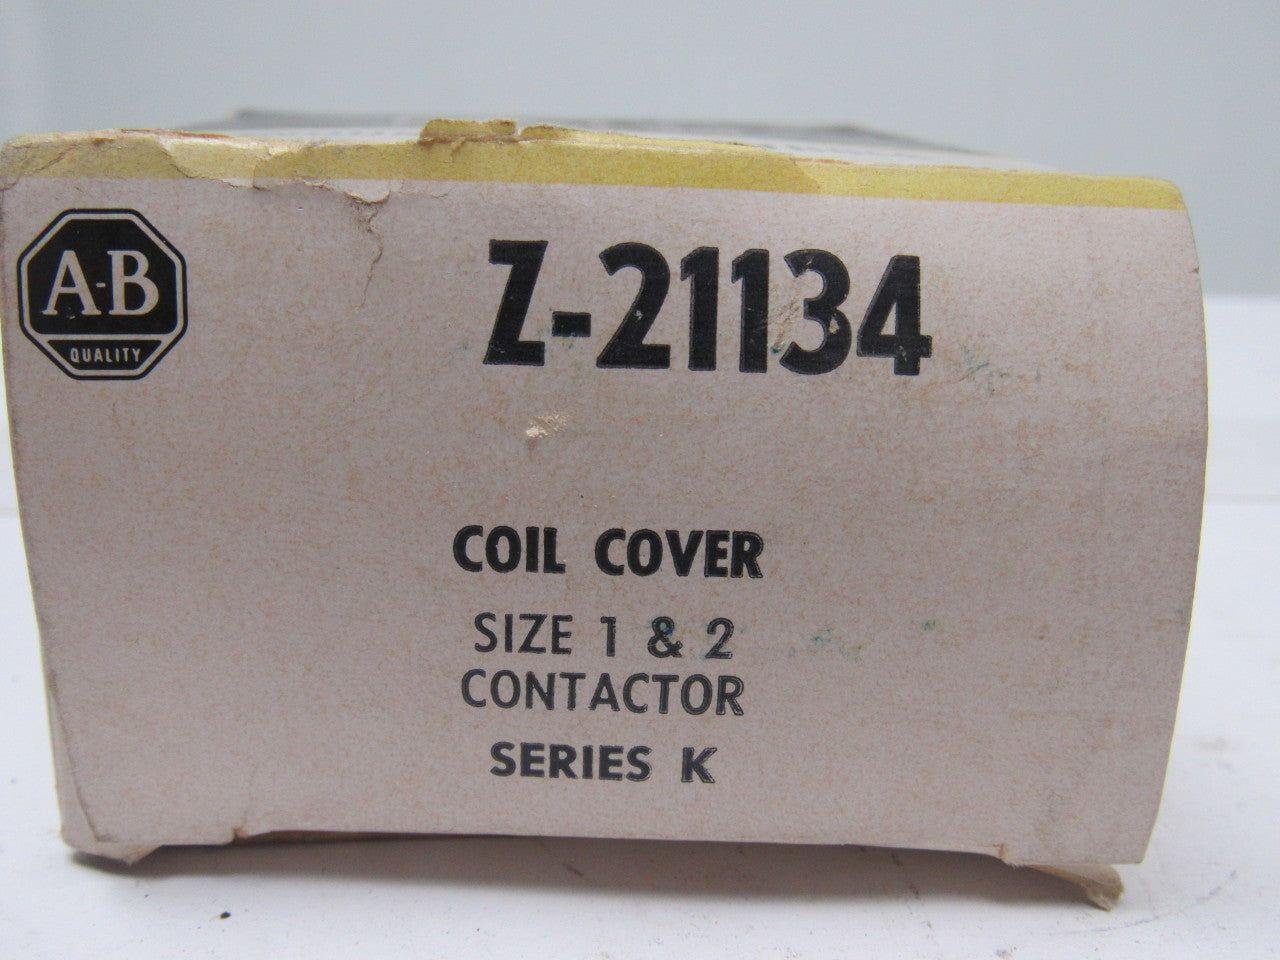 A-B
QUALITY
Z-21134
COIL COVER
SIZE 1 & 2
CONTACTOR
SERIES K